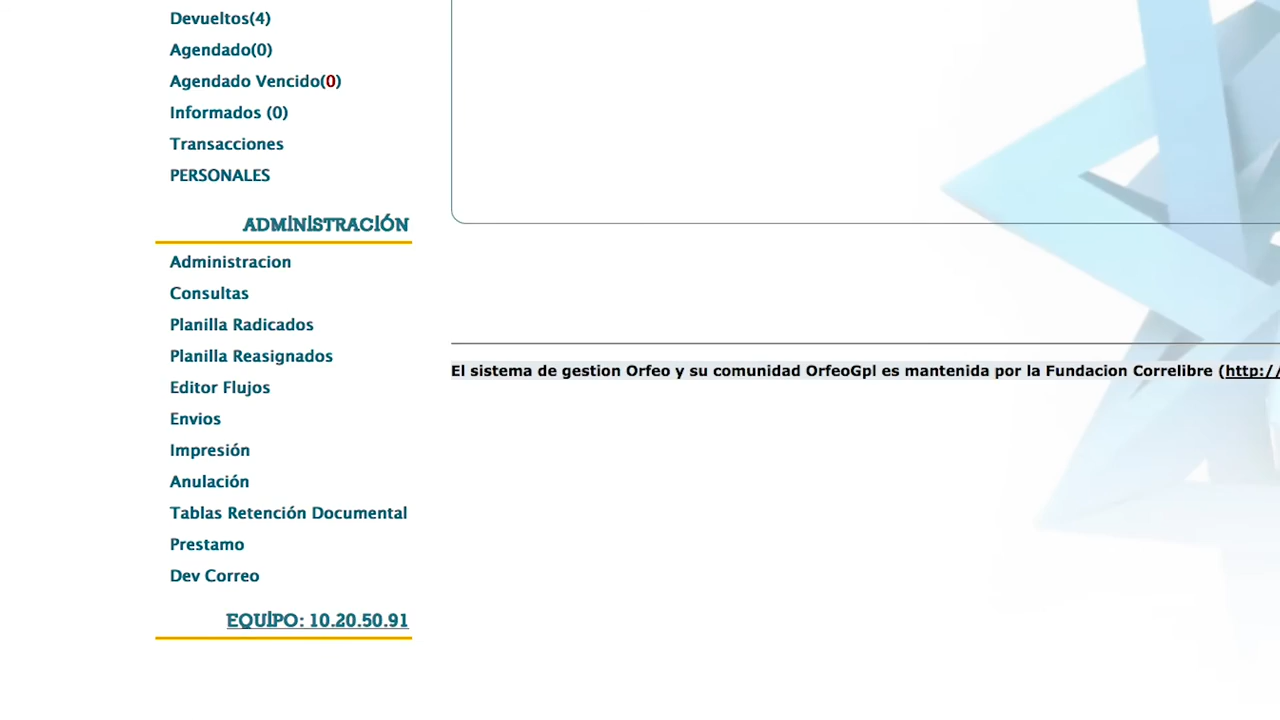 Devueltos(4)
Agendado(0)
Agendado Vencido(0)
Informados (0)
Transacciones
PERSONALES
ADMINISTRACIÓN
Administracion
Consultas
Planilla Radicados
Planilla Reasignados
Editor Flujos
Envios
Impresión
Anulación
Tablas Retención Documental
Prestamo
Dev Correo
EQUIPO: 10.20.50.91
El sistema de gestion Orfeo y su comunidad OrfeoGpl es mantenida por la Fundacion Correlibre (http://